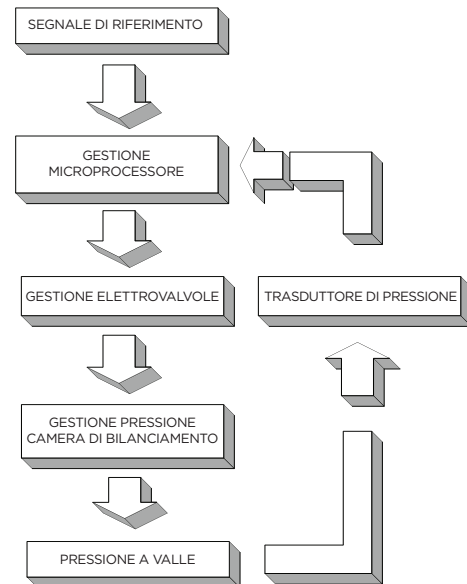 SEGNALE DI RIFERIMENTO
GESTIONE
MICROPROCESSORE
GESTIONE ELETTROVALVOLE
TRASDUTTORE DI PRESSIONE
GESTIONE PRESSIONE
CAMERA DI BILANCIAMENTO
PRESSIONE A VALLE